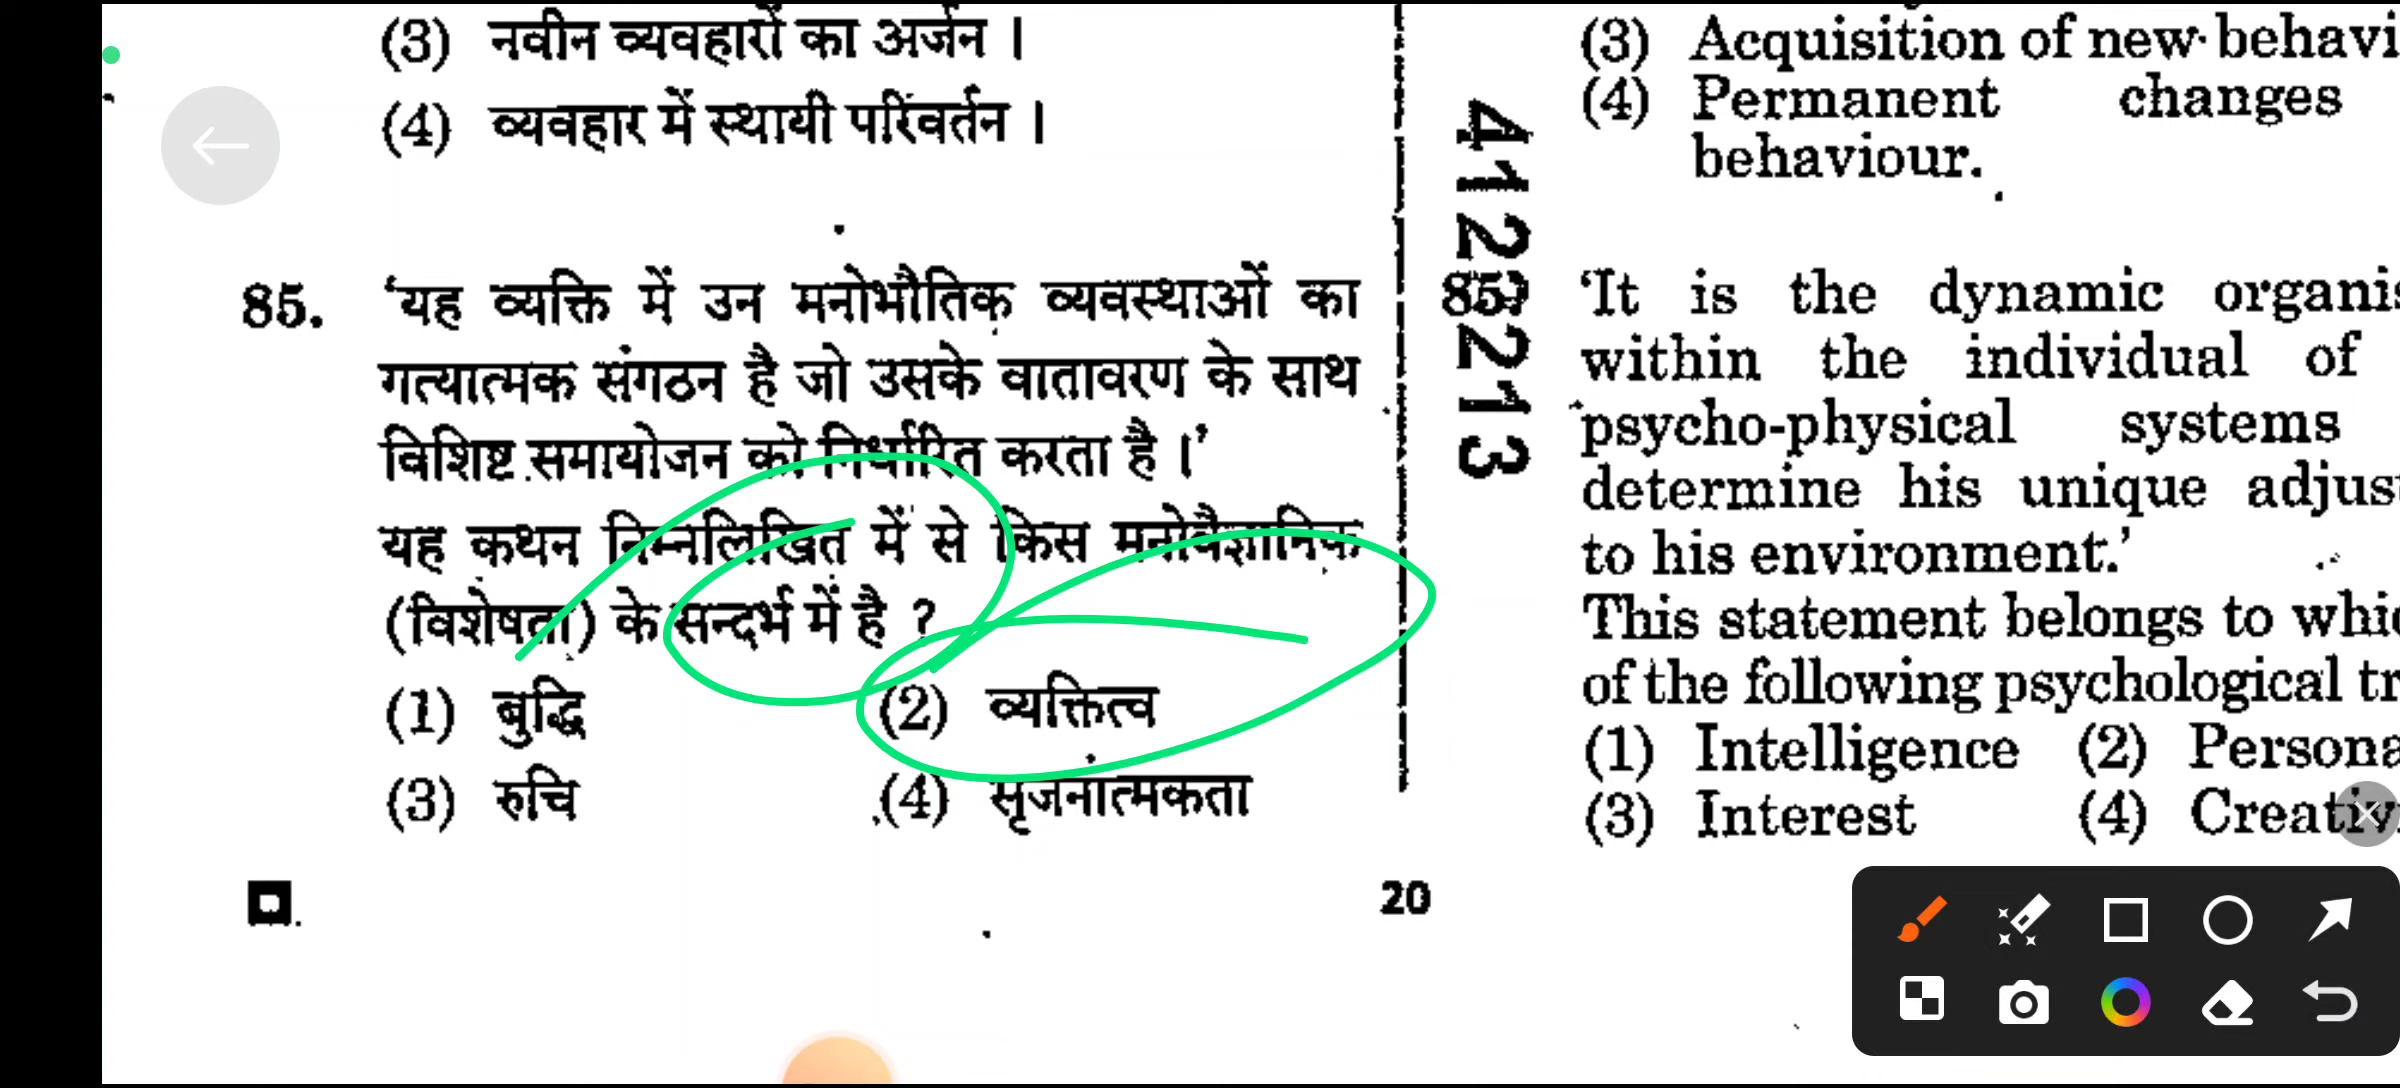 (3) नवीन व्यवहारों का अर्जन ।
(4) व्यवहार में स्थायी परिवर्तन ।
85. ‘यह व्यक्ति में उन मनोभौतिक व्यवस्थाओं का
गत्यात्मक संगठन है जो उसके वातावरण के साथ
विशिष्ट समायोजन को निर्धारित करता है ।’
यह कथन निम्नलिखित में से किस मनोवैज्ञानिक
(विशेषता) के सन्दर्भ में है ?
(1) बुद्धि (2) व्यक्तित्व
(3) रुचि (4) सृजनात्मकता
20
41223213
(3) Acquisition of new behavi
(4) Permanent changes
behaviour.
85. ‘It is the dynamic organis
within the individual of
psycho-physical systems
determine his unique adjust
to his environment.’
This statement belongs to whic
of the following psychological tr
(1) Intelligence (2) Persona
(3) Interest (4) Creativ